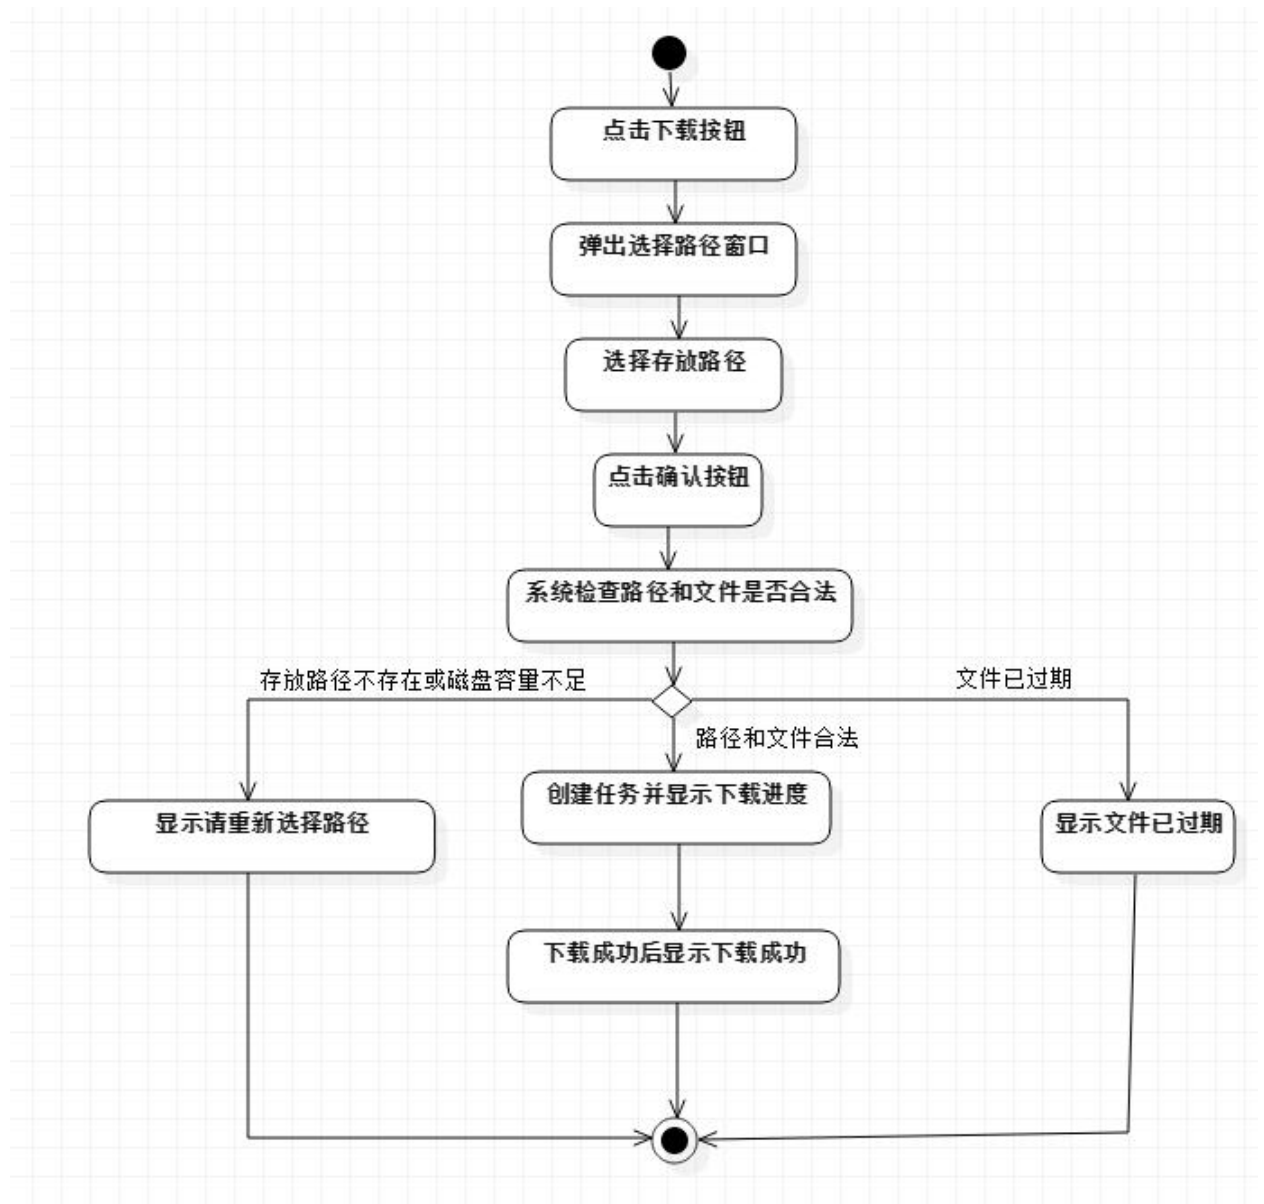 点击下载按钮
弹出选择路径窗口
选择存放路径
点击确认按钮
系统检查路径和文件是否合法
存放路径不存在或磁盘容量不足
文件已过期
路径和文件合法
创建任务并显示下载进度
显示请重新选择路径
显示文件已过期
下载成功后显示下载成功